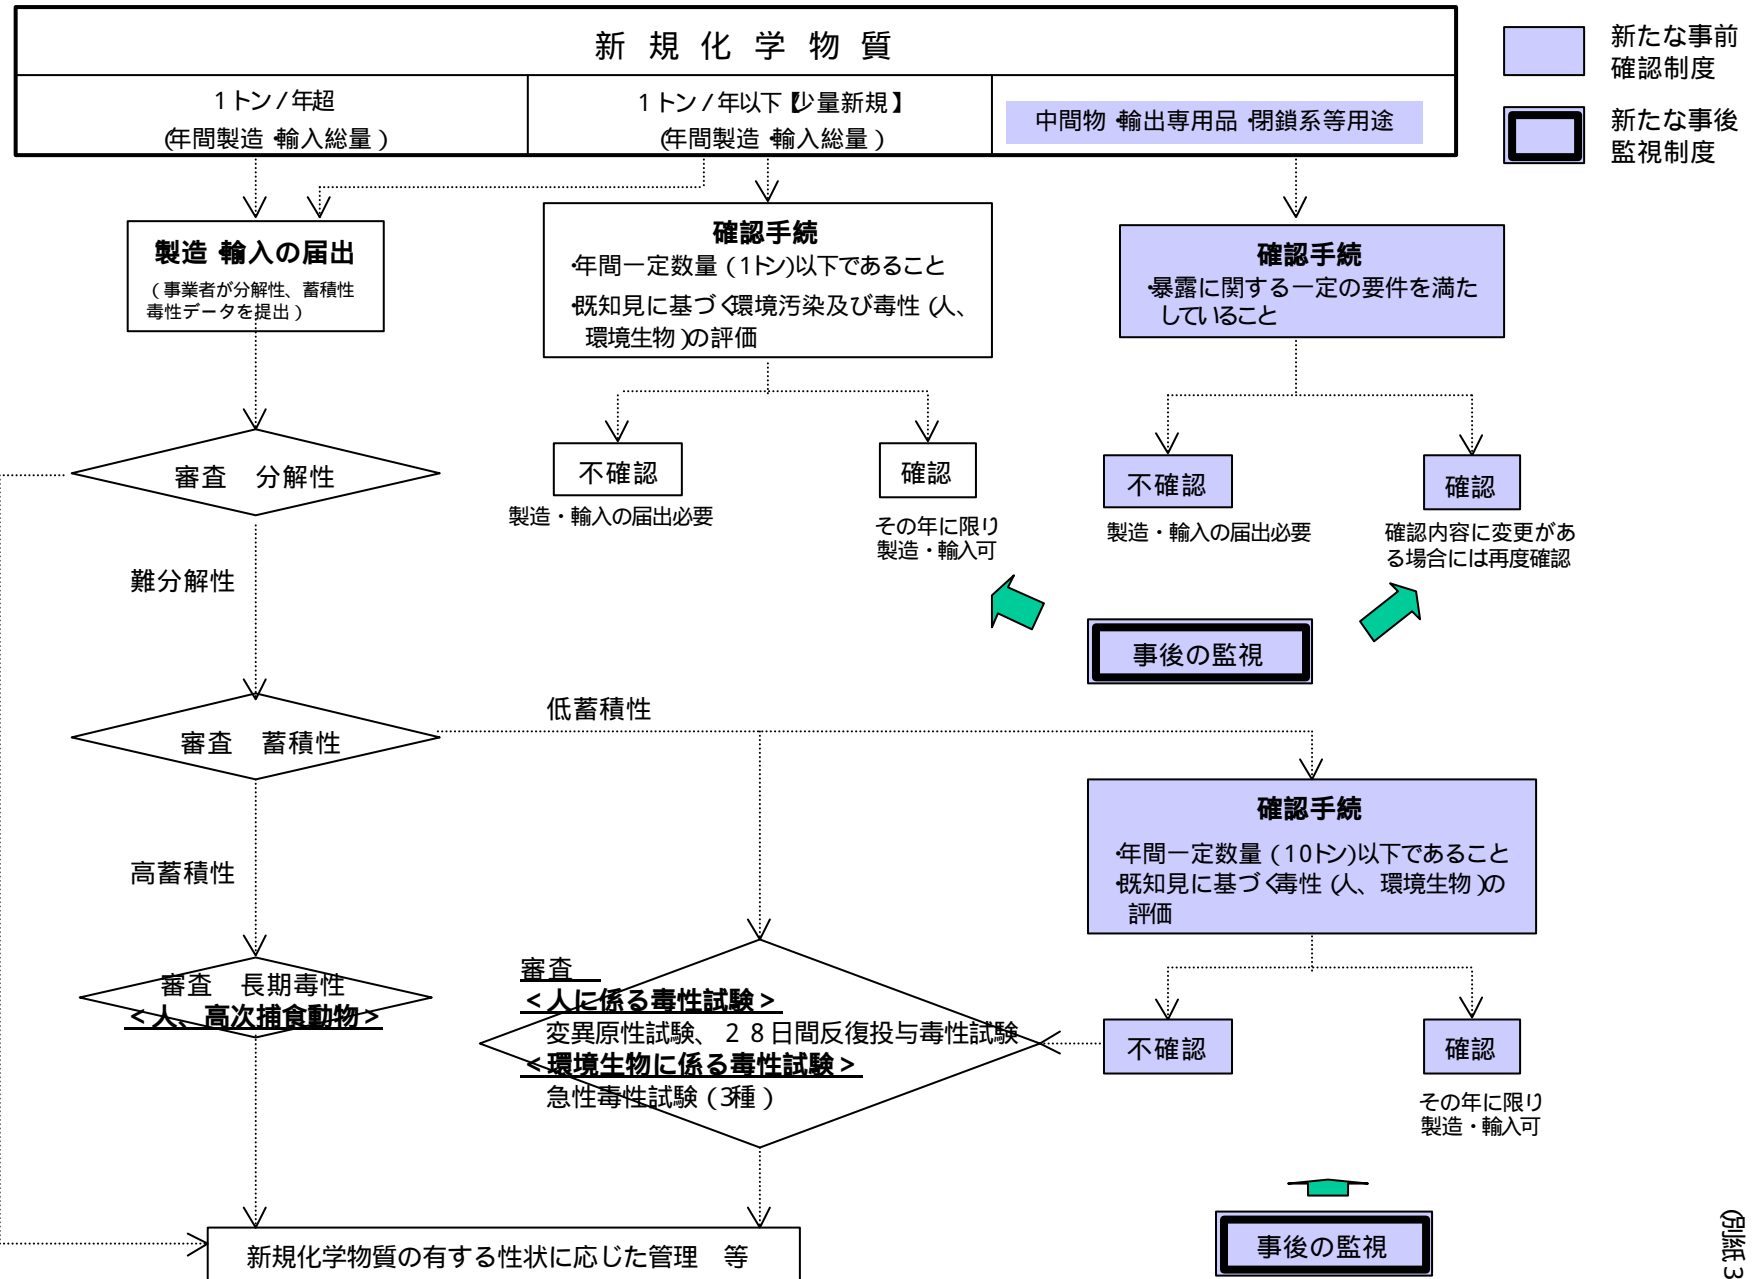 新規化学物質
1トン/年超
(年間製造・輸入総量)
1トン/年以下【少量新規】
(年間製造・輸入総量)
中間物・輸出専用品・閉鎖系等用途
新たな事前
確認制度
新たな事後
監視制度
製造・輸入の届出
(事業者が分解性、蓄積性
毒性データを提出)
確認手続
・年間一定数量(1トン)以下であること
・既知見に基づく環境汚染及び毒性(人、
環境生物)の評価
確認手続
・暴露に関する一定の要件を満た
していること
審査 分解性
不確認
製造・輸入の届出必要
確認
その年に限り
製造・輸入可
不確認
製造・輸入の届出必要
確認
確認内容に変更があ
る場合には再度確認
難分解性
事後の監視
審査 蓄積性
低蓄積性
確認手続
・年間一定数量(10トン)以下であること
・既知見に基づく毒性(人、環境生物)の
評価
高蓄積性
審査 長期毒性
<人、高次捕食動物>
審査
<人に係る毒性試験>
変異原性試験、28日間反復投与毒性試験
<環境生物に係る毒性試験>
急性毒性試験(3種)
不確認
確認
その年に限り
製造・輸入可
事後の監視
新規化学物質の有する性状に応じた管理 等
(別紙3